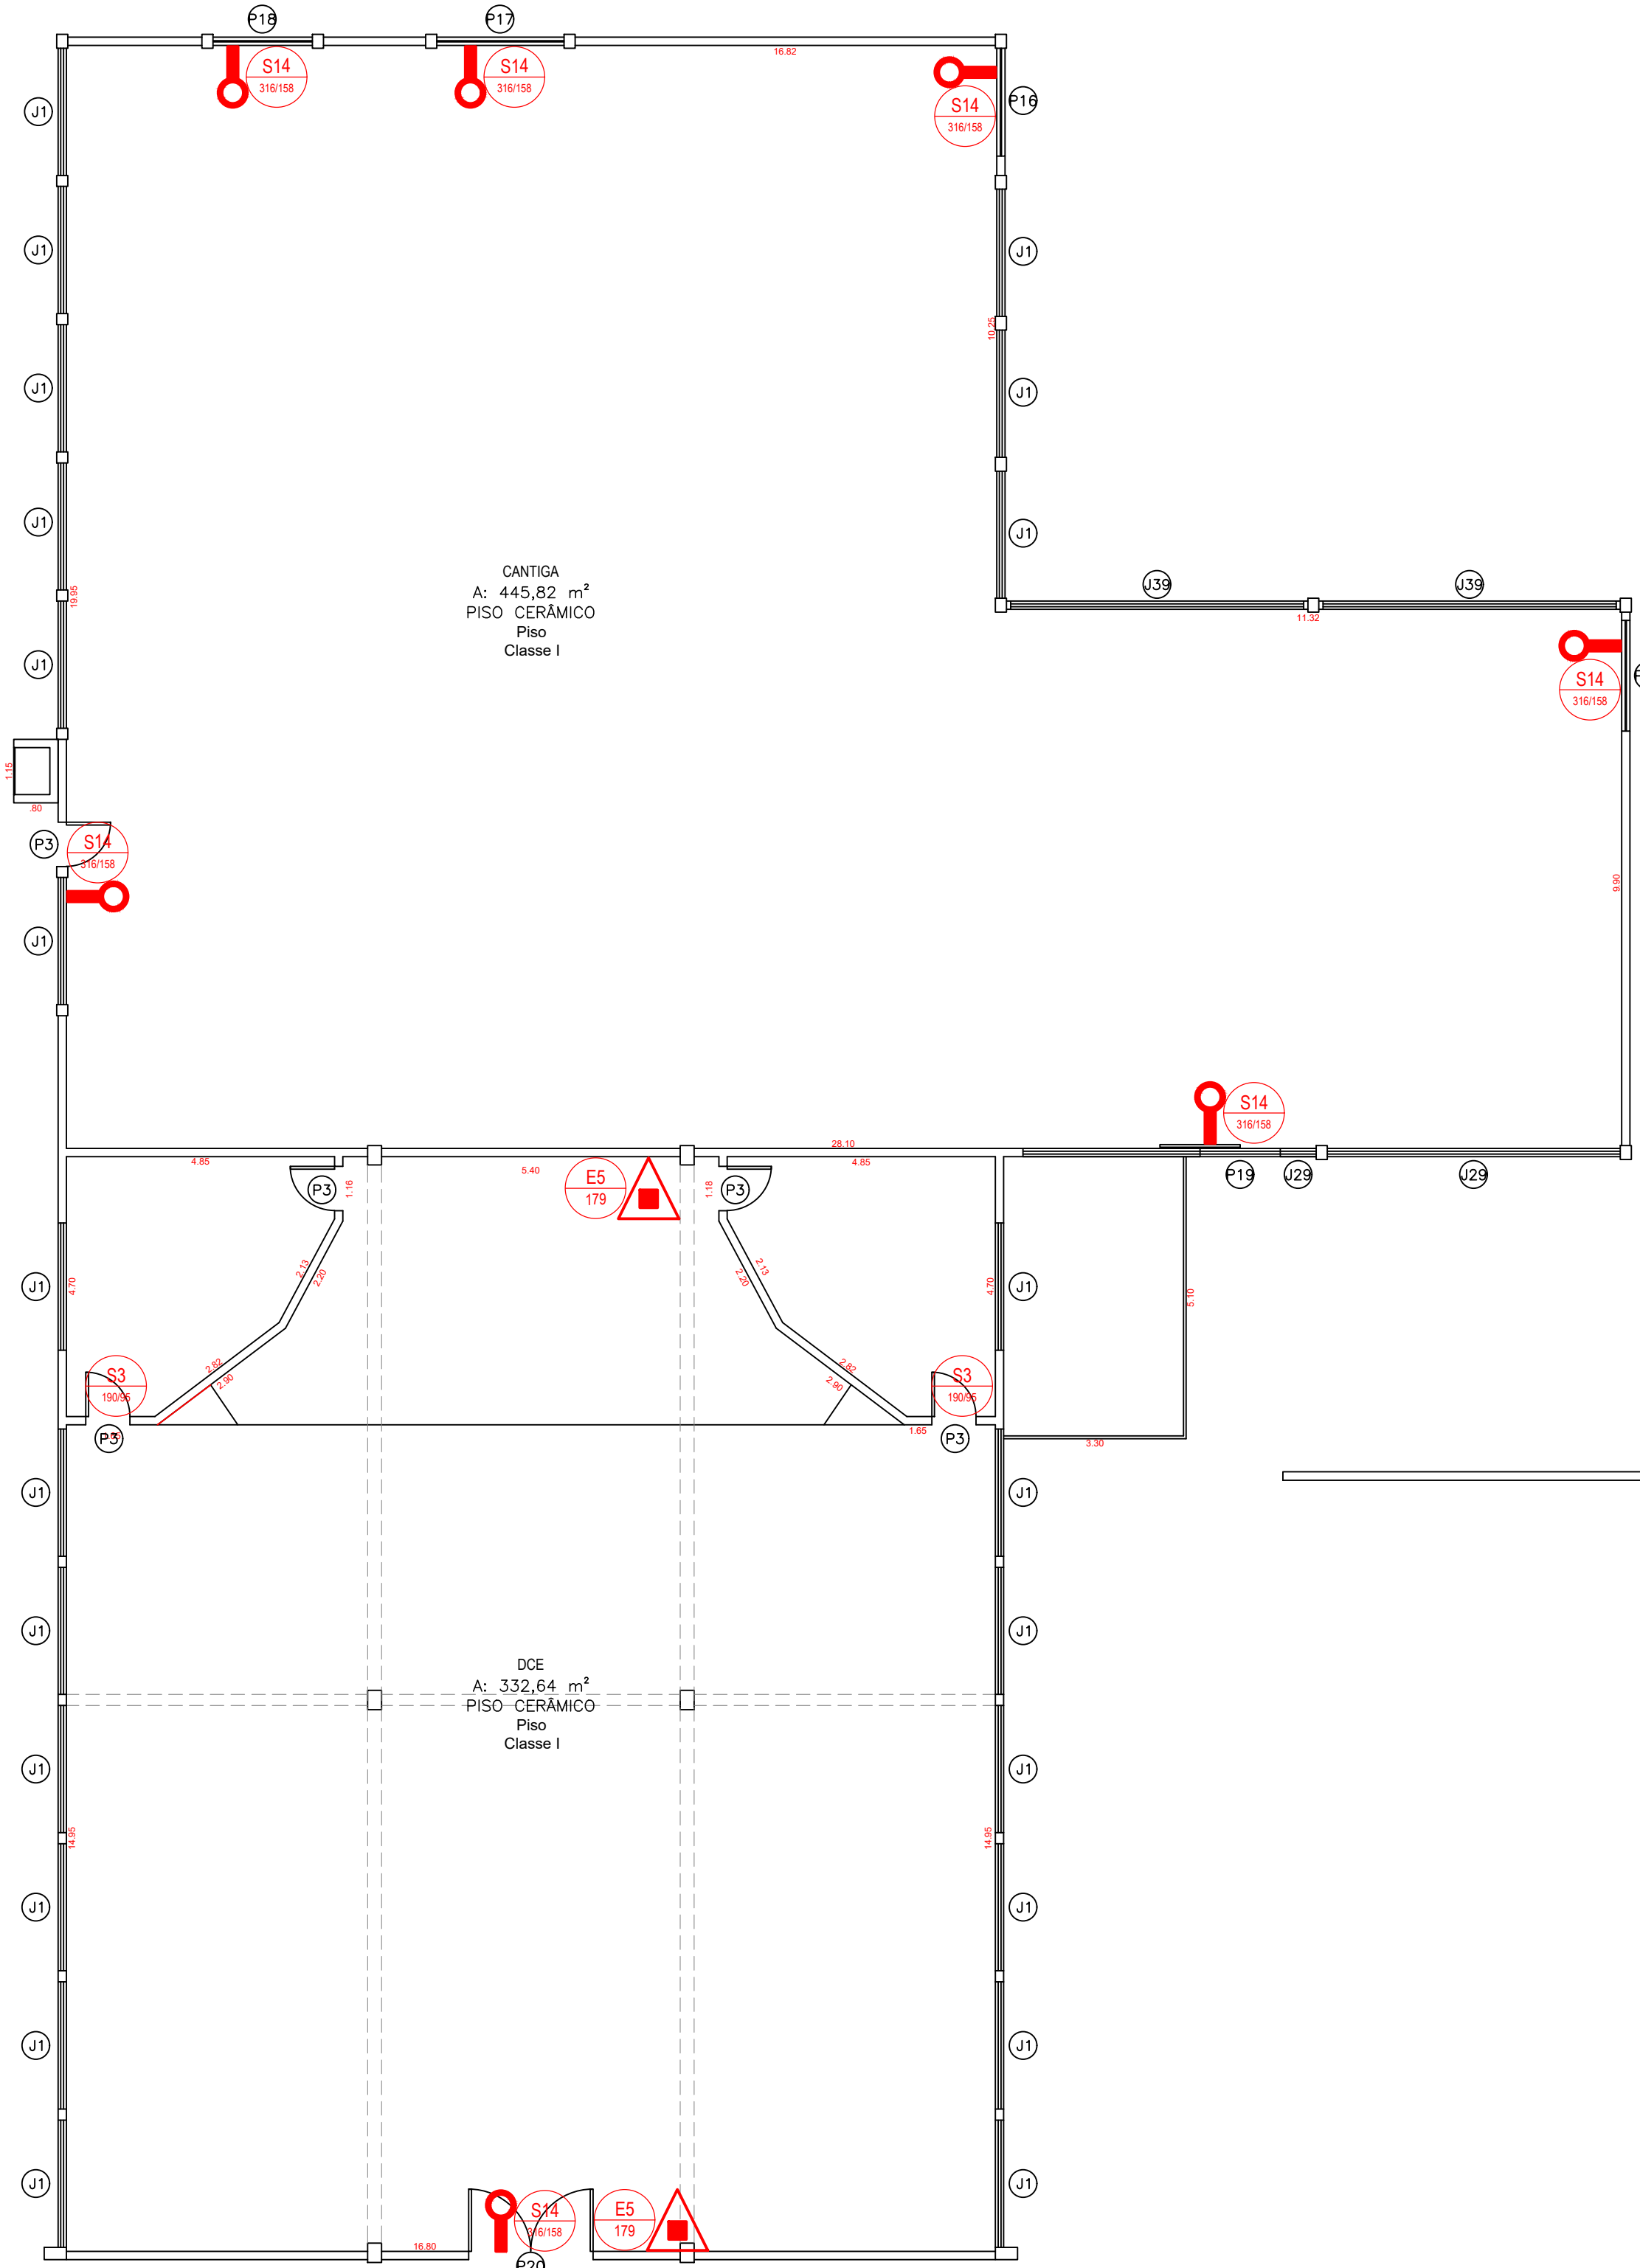 P18
P17
16.82
S14
316/158
S14
316/158
S14
316/158
P16
J1
J1
J1
J1
J1
J1
J1
J1
10.25
19.95
CANTIGA
A: 445,82 m²
PISO CERÂMICO
Piso
Classe I
J39
J39
11.32
S14
316/158
1.15
.80
P3
S14
316/158
9.90
J1
S14
316/158
28.10
4.85
5.40
4.85
E5
179
P3
1.16
1.18
P3
P19
J29
J29
J1
4.70
2.13
2.20
2.20
2.13
4.70
J1
5.10
2.82
2.90
2.82
2.90
S3
190/95
S3
190/95
P3
1.65
P3
3.30
J1
J1
J1
J1
DCE
A: 332,64 m²
PISO CERÂMICO
Piso
Classe I
J1
J1
14.95
14.95
J1
J1
J1
J1
J1
J1
S14
316/158
E5
179
16.80
P20